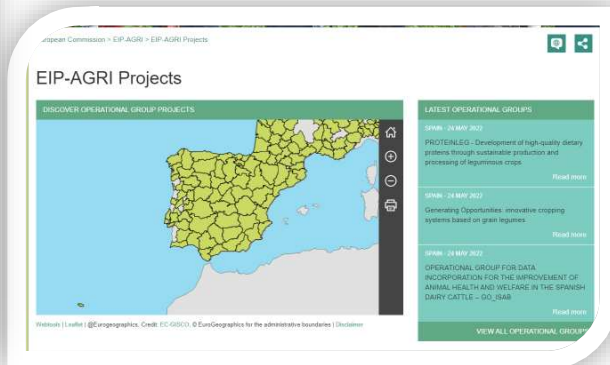 European Commission > EIP-AGRI > EIP-AGRI Projects
EIP-AGRI Projects
DISCOVER OPERATIONAL GROUP PROJECTS
Webtools | Leaflet | @Eurogeographics, Credit: EC-GISCO, © EuroGeographics for the administrative boundaries | Disclaimer
LATEST OPERATIONAL GROUPS
SPAIN - 24 MAY 2022
PROTEINLEG - Development of high-quality dietary
proteins through sustainable production and
processing of leguminous crops
Read more
SPAIN - 24 MAY 2022
Generating Opportunities: innovative cropping
systems based on grain legumes
Read more
SPAIN - 24 MAY 2022
OPERATIONAL GROUP FOR DATA
INCORPORATION FOR THE IMPROVEMENT OF
ANIMAL HEALTH AND WELFARE IN THE SPANISH
DAIRY CATTLE – GO_ISAB
Read more
VIEW ALL OPERATIONAL GROUPS